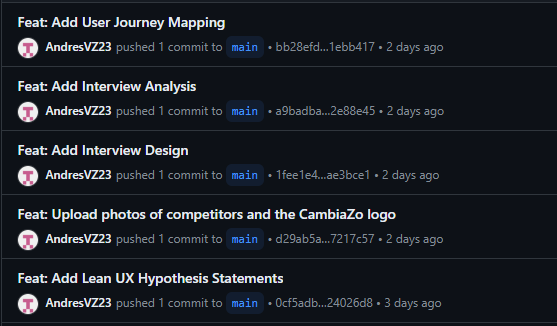 Feat: Add User Journey Mapping
AndresVZ23 pushed 1 commit to main • bb28efd...1ebb417 • 2 days ago
Feat: Add Interview Analysis
AndresVZ23 pushed 1 commit to main • a9badba...2e88e45 • 2 days ago
Feat: Add Interview Design
AndresVZ23 pushed 1 commit to main • 1fee1e4...ae3bce1 • 2 days ago
Feat: Upload photos of competitors and the CambiaZo logo
AndresVZ23 pushed 1 commit to main • d29ab5a...7217c57 • 2 days ago
Feat: Add Lean UX Hypothesis Statements
AndresVZ23 pushed 1 commit to main • 0cf5adb...24026d8 • 3 days ago